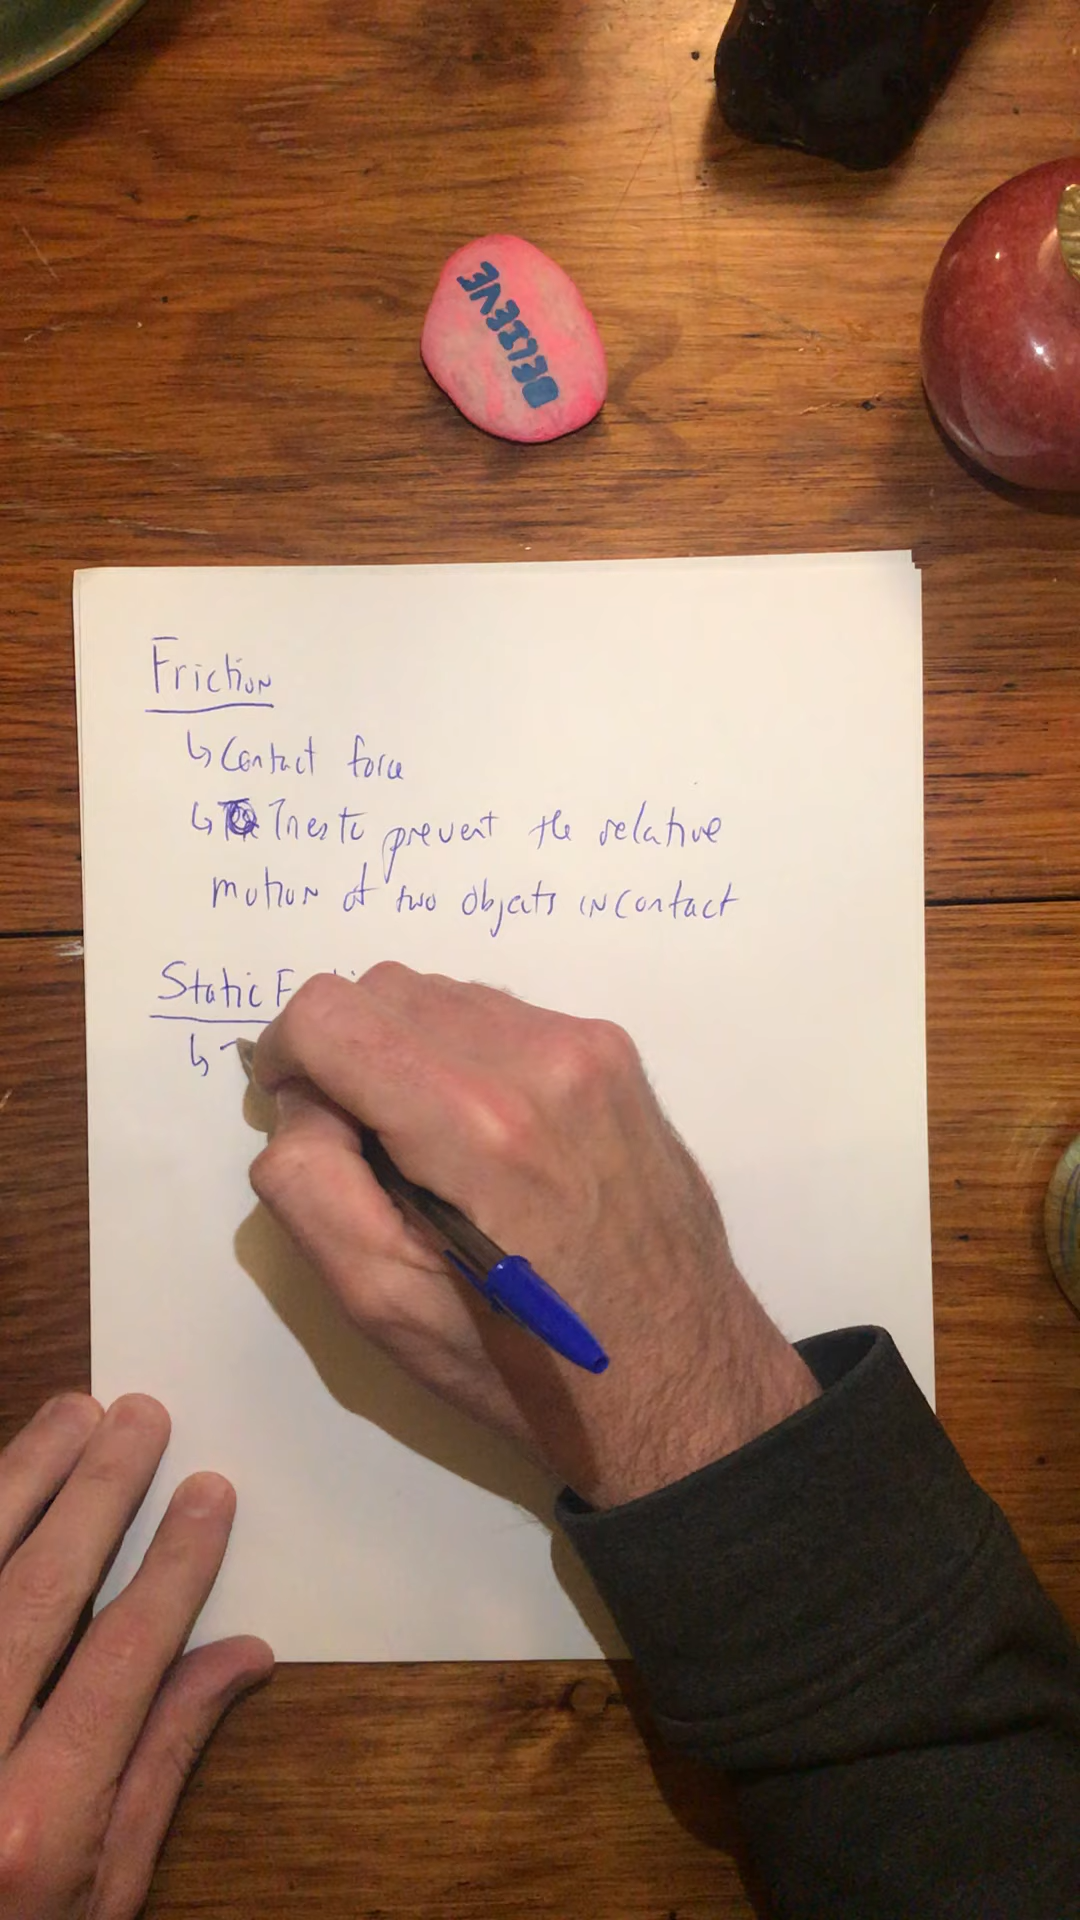 BELIEVE
Friction
↳ Contact force
↳ Tries to prevent the relative
motion of two objects in contact
Static
↳